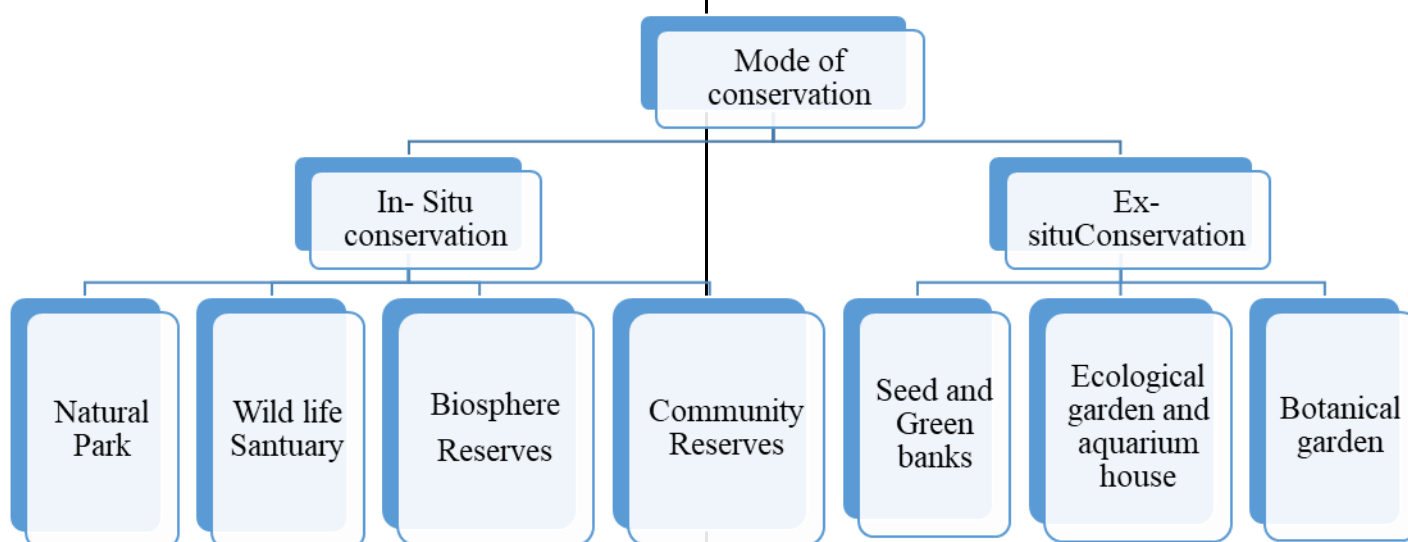 Mode of
conservation
In- Situ
conservation
Ex-
situConservation
Natural
Park
Wild life
Santuary
Biosphere
Reserves
Community
Reserves
Seed and
Green
banks
Ecological
garden and
aquarium
house
Botanical
garden